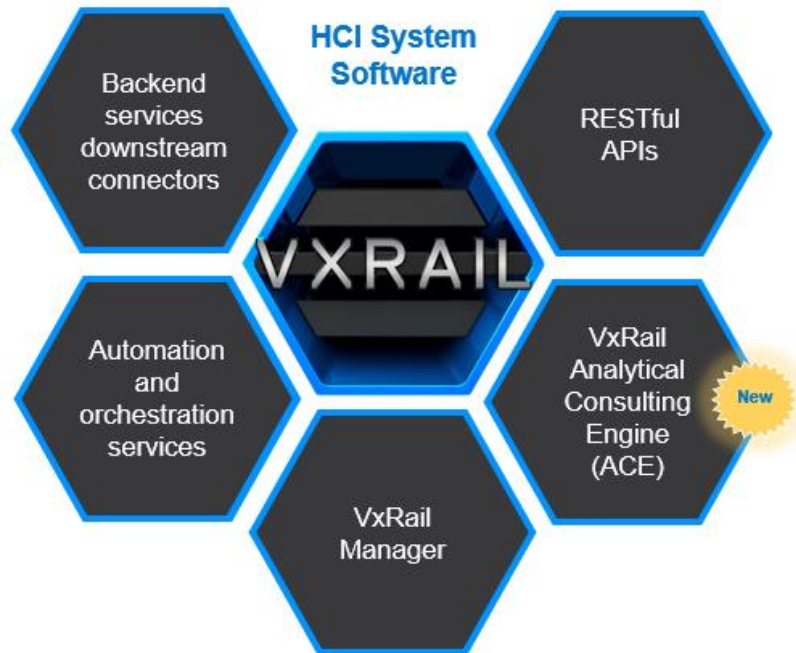 HCI System
Software
Backend
services
downstream
connectors
RESTful
APIs
VXRAIL
Automation
and
orchestration
services
VxRail
Analytical
Consulting
Engine
(ACE)
New
VxRail
Manager